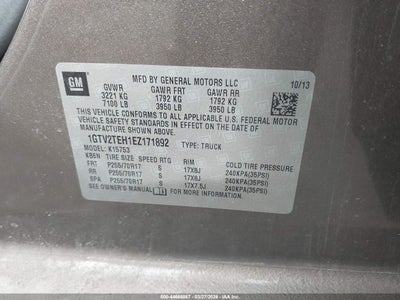 GM
MFD BY GENERAL MOTORS LLC
10/13
GVWR GAWR FRT GAWR RR
3221 KG 1792 KG 1792 KG
7100 LB 3950 LB 3950 LB
THIS VEHICLE CONFORMS TO ALL APPLICABLE U.S. FEDERAL MOTOR
VEHICLE SAFETY STANDARDS IN EFFECT ON THE DATE OF
MANUFACTURE SHOWN ABOVE.
1GTV2TEH1EZ171892 TYPE: TRUCK
MODEL: K15753
TIRE SIZE SPEED RTG RIM COLD TIRE PRESSURE
FRT P255/70R17 S 17X8J 240KPA(35PSI)
RR P255/70R17 S 17X8J 240KPA(35PSI)
SPA P255/70R17 S 17X7.5J 240KPA(35PSI)
SEE OWNER'S MANUAL FOR MORE INFORMATION.